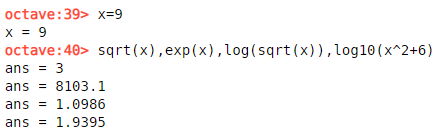 octave:39> x=9
x = 9
octave:40> sqrt(x),exp(x),log(sqrt(x)),log10(x^2+6)
ans = 3
ans = 8103.1
ans = 1.0986
ans = 1.9395